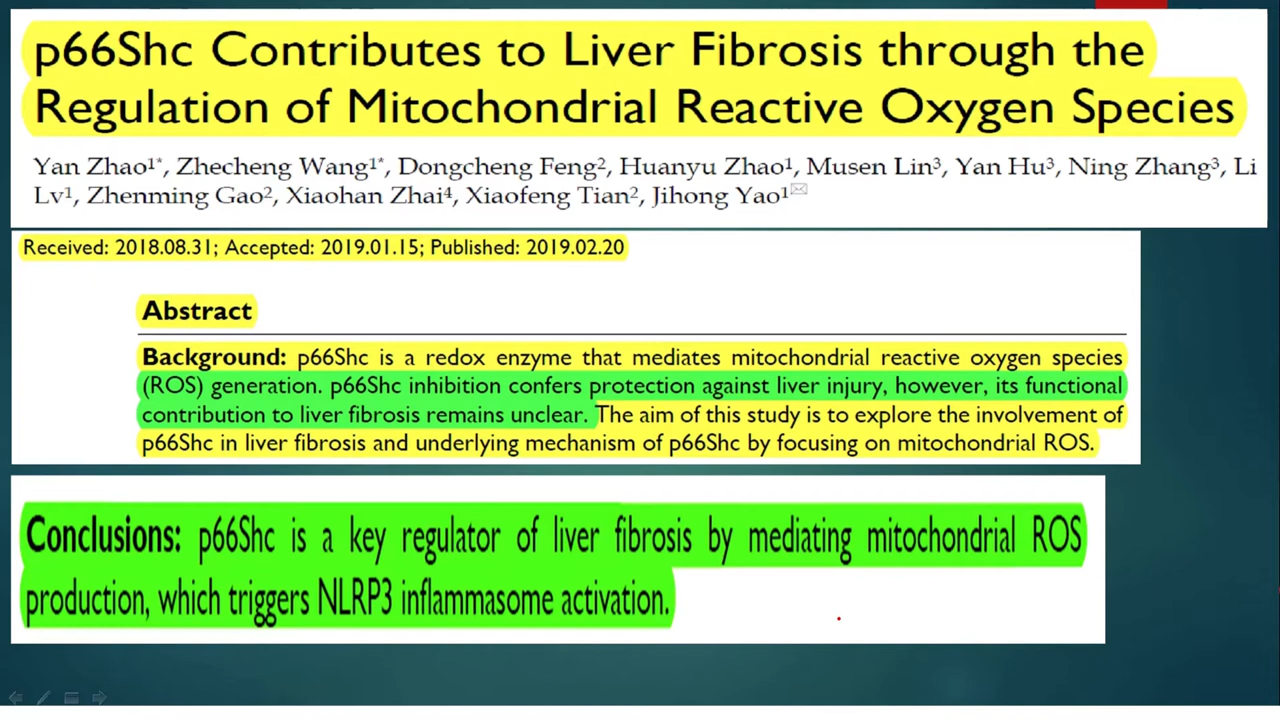 p66Shc Contributes to Liver Fibrosis through the
Regulation of Mitochondrial Reactive Oxygen Species
Yan Zhao1*, Zhecheng Wang1*, Dongcheng Feng2, Huanyu Zhao1, Musen Lin3, Yan Hu3, Ning Zhang3, Li
Lv1, Zhenming Gao2, Xiaohan Zhai4, Xiaofeng Tian2, Jihong Yao1✉
Received: 2018.08.31; Accepted: 2019.01.15; Published: 2019.02.20
Abstract
Background: p66Shc is a redox enzyme that mediates mitochondrial reactive oxygen species
(ROS) generation. p66Shc inhibition confers protection against liver injury, however, its functional
contribution to liver fibrosis remains unclear. The aim of this study is to explore the involvement of
p66Shc in liver fibrosis and underlying mechanism of p66Shc by focusing on mitochondrial ROS.
Conclusions: p66Shc is a key regulator of liver fibrosis by mediating mitochondrial ROS
production, which triggers NLRP3 inflammasome activation.